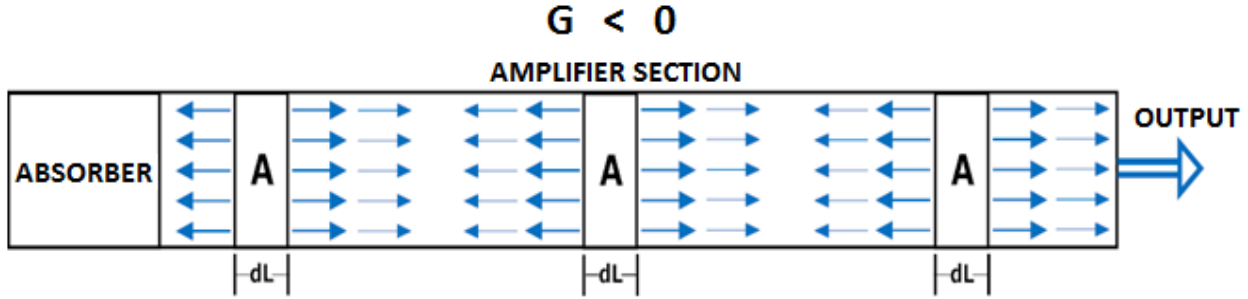 G < 0
AMPLIFIER SECTION
OUTPUT
ABSORBER
A
A
A
dL
dL
dL